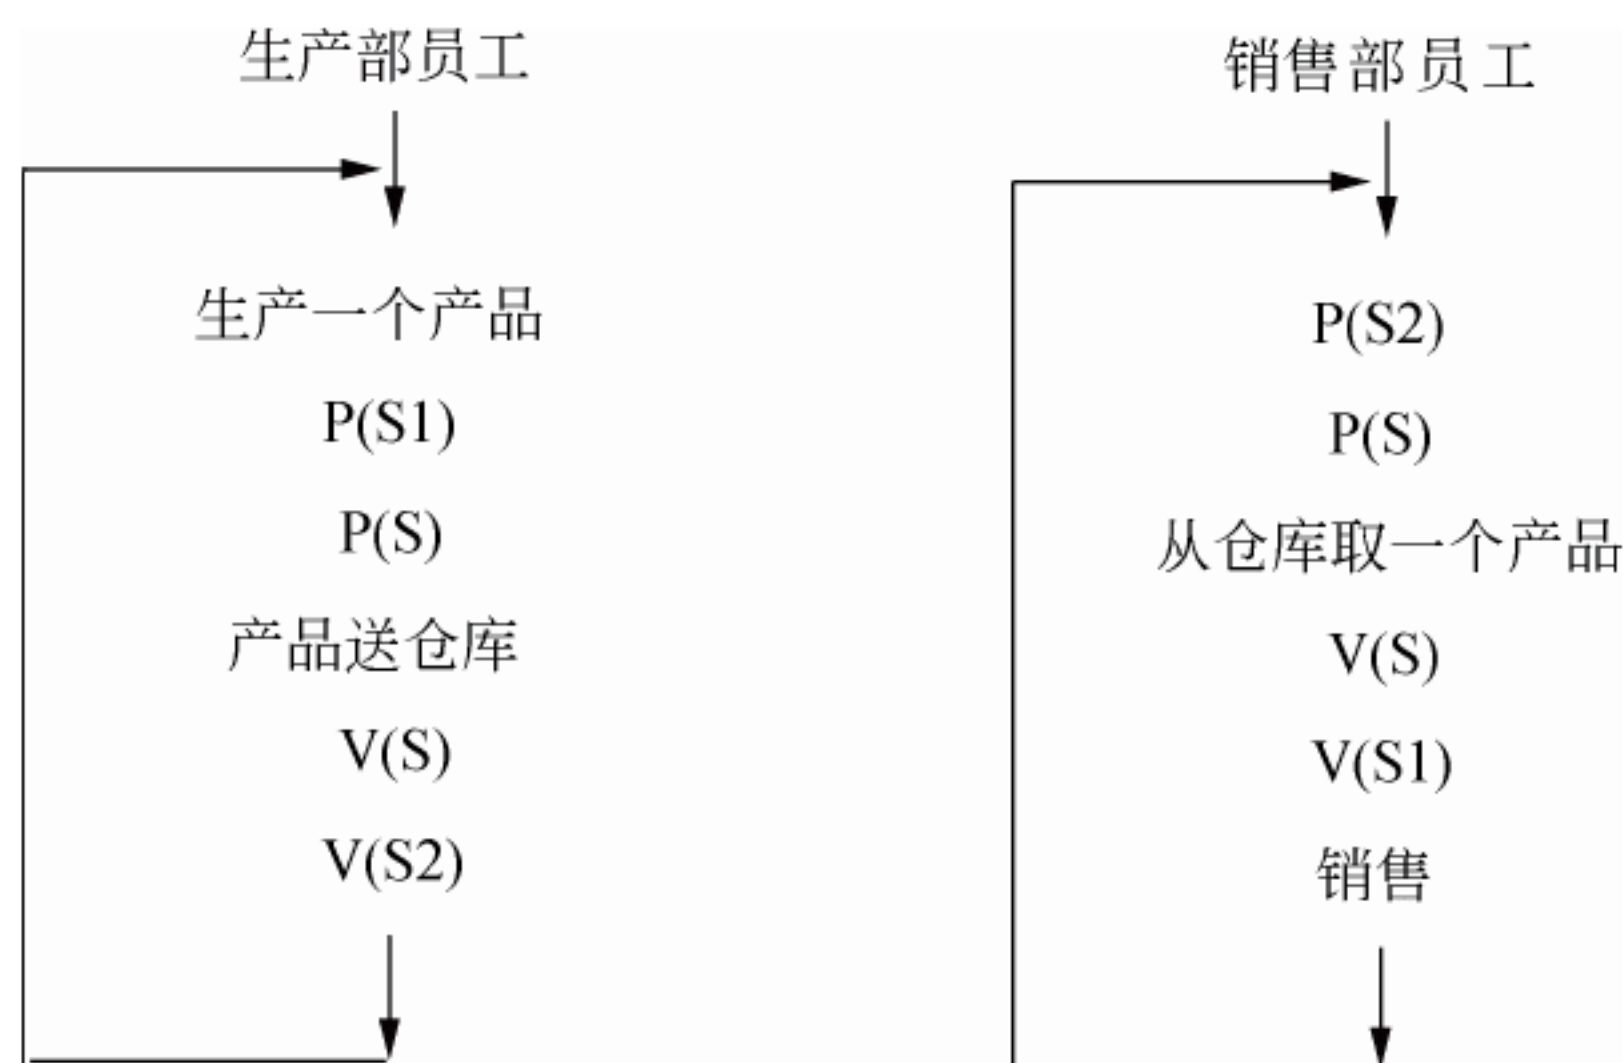 生产部员工
生产一个产品
P(S1)
P(S)
产品送仓库
V(S)
V(S2)
销售部员工
P(S2)
P(S)
从仓库取一个产品
V(S)
V(S1)
销售